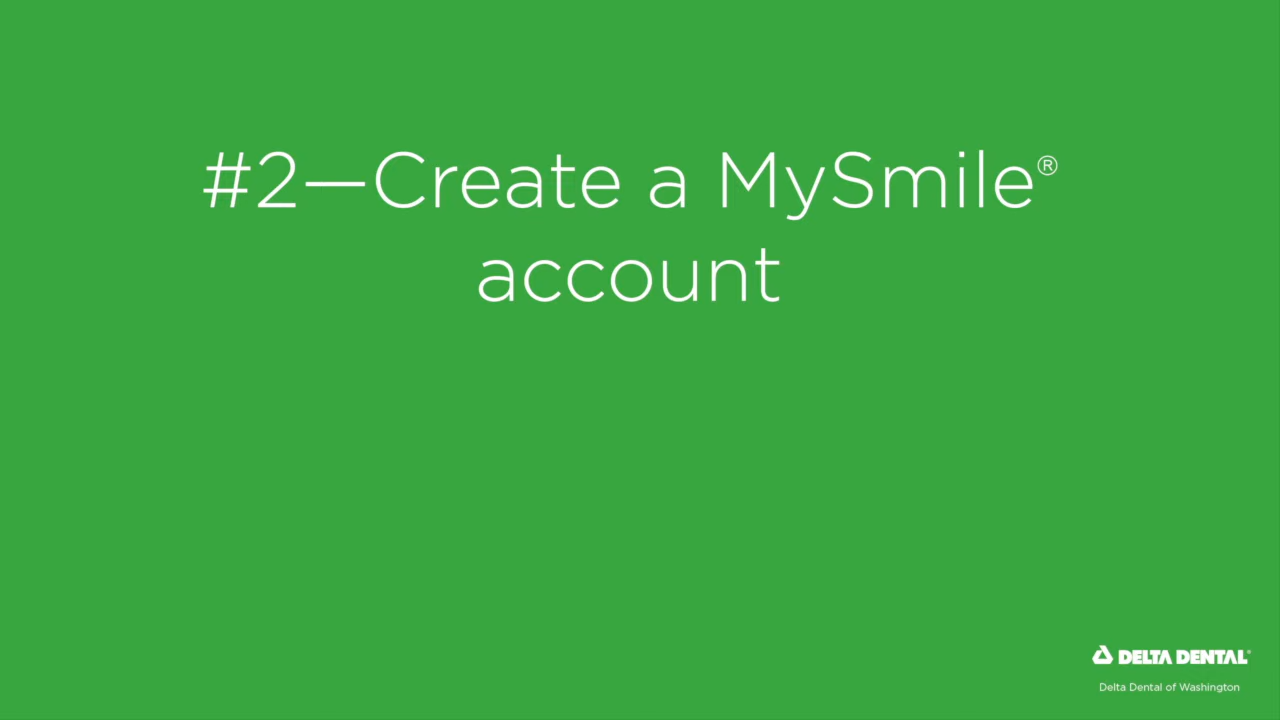 #2—Create a MySmile®
account
DELTA DENTAL®
Delta Dental of Washington